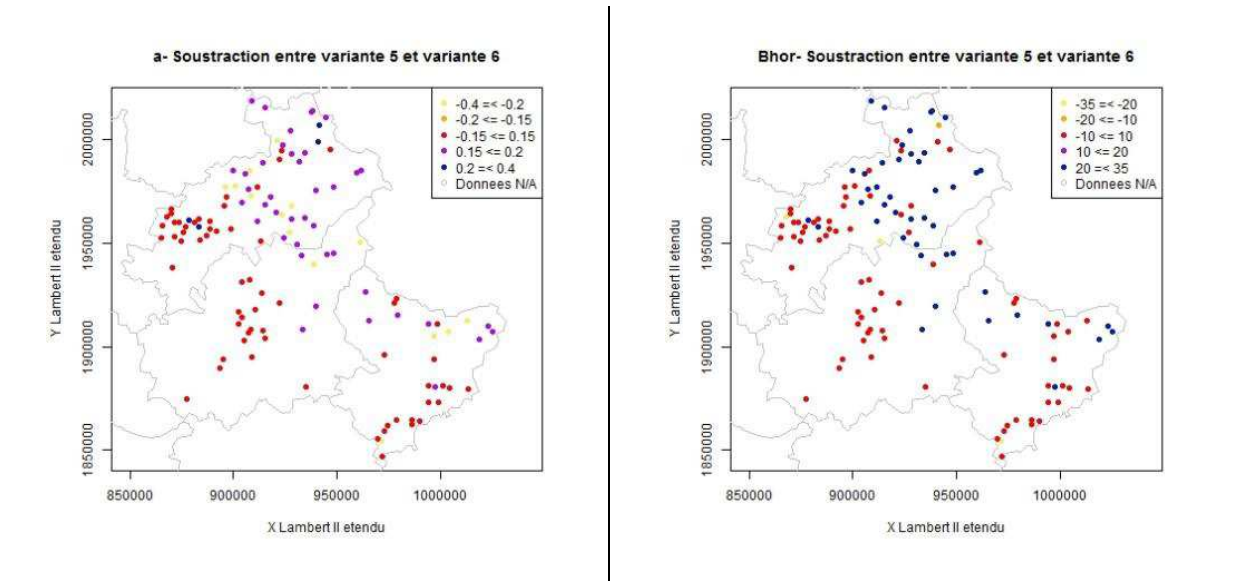 a- Soustraction entre variante 5 et variante 6
-0.4 =< -0.2
-0.2 <= -0.15
-0.15 <= 0.15
0.15 <= 0.2
0.2 =< 0.4
Donnees N/A
Y Lambert II etendu
2000000
1950000
1900000
1850000
850000 900000 950000 1000000
X Lambert II etendu
Bhor- Soustraction entre variante 5 et variante 6
-35 =< -20
-20 <= -10
-10 <= 10
10 <= 20
20 =< 35
Donnees N/A
Y Lambert II etendu
2000000
1950000
1900000
1850000
850000 900000 950000 1000000
X Lambert II etendu